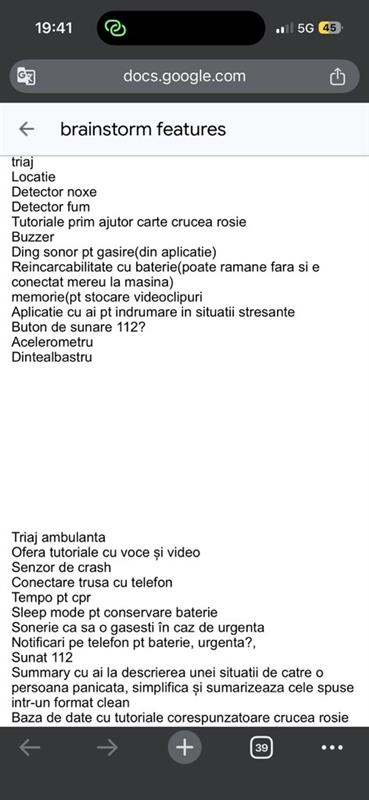 19:41
5G 45
docs.google.com
brainstorm features
triaj
Locatie
Detector noxe
Detector fum
Tutoriale prim ajutor carte crucea rosie
Buzzer
Ding sonor pt gasire(din aplicatie)
Reincarcabilitate cu baterie(poate ramane fara si e
conectat mereu la masina)
memorie(pt stocare videoclipuri
Aplicatie cu ai pt indrumare in situatii stresante
Buton de sunare 112?
Acelerometru
Dintealbastru
Triaj ambulanta
Ofera tutoriale cu voce și video
Senzor de crash
Conectare trusa cu telefon
Tempo pt cpr
Sleep mode pt conservare baterie
Sonerie ca sa o gasesti în caz de urgenta
Notificari pe telefon pt baterie, urgenta?,
Sunat 112
Summary cu ai la descrierea unei situatii de catre o
persoana panicata, simplifica și sumarizeaza cele spuse
intr-un format clean
Baza de date cu tutoriale corespunzatoare crucea rosie
39